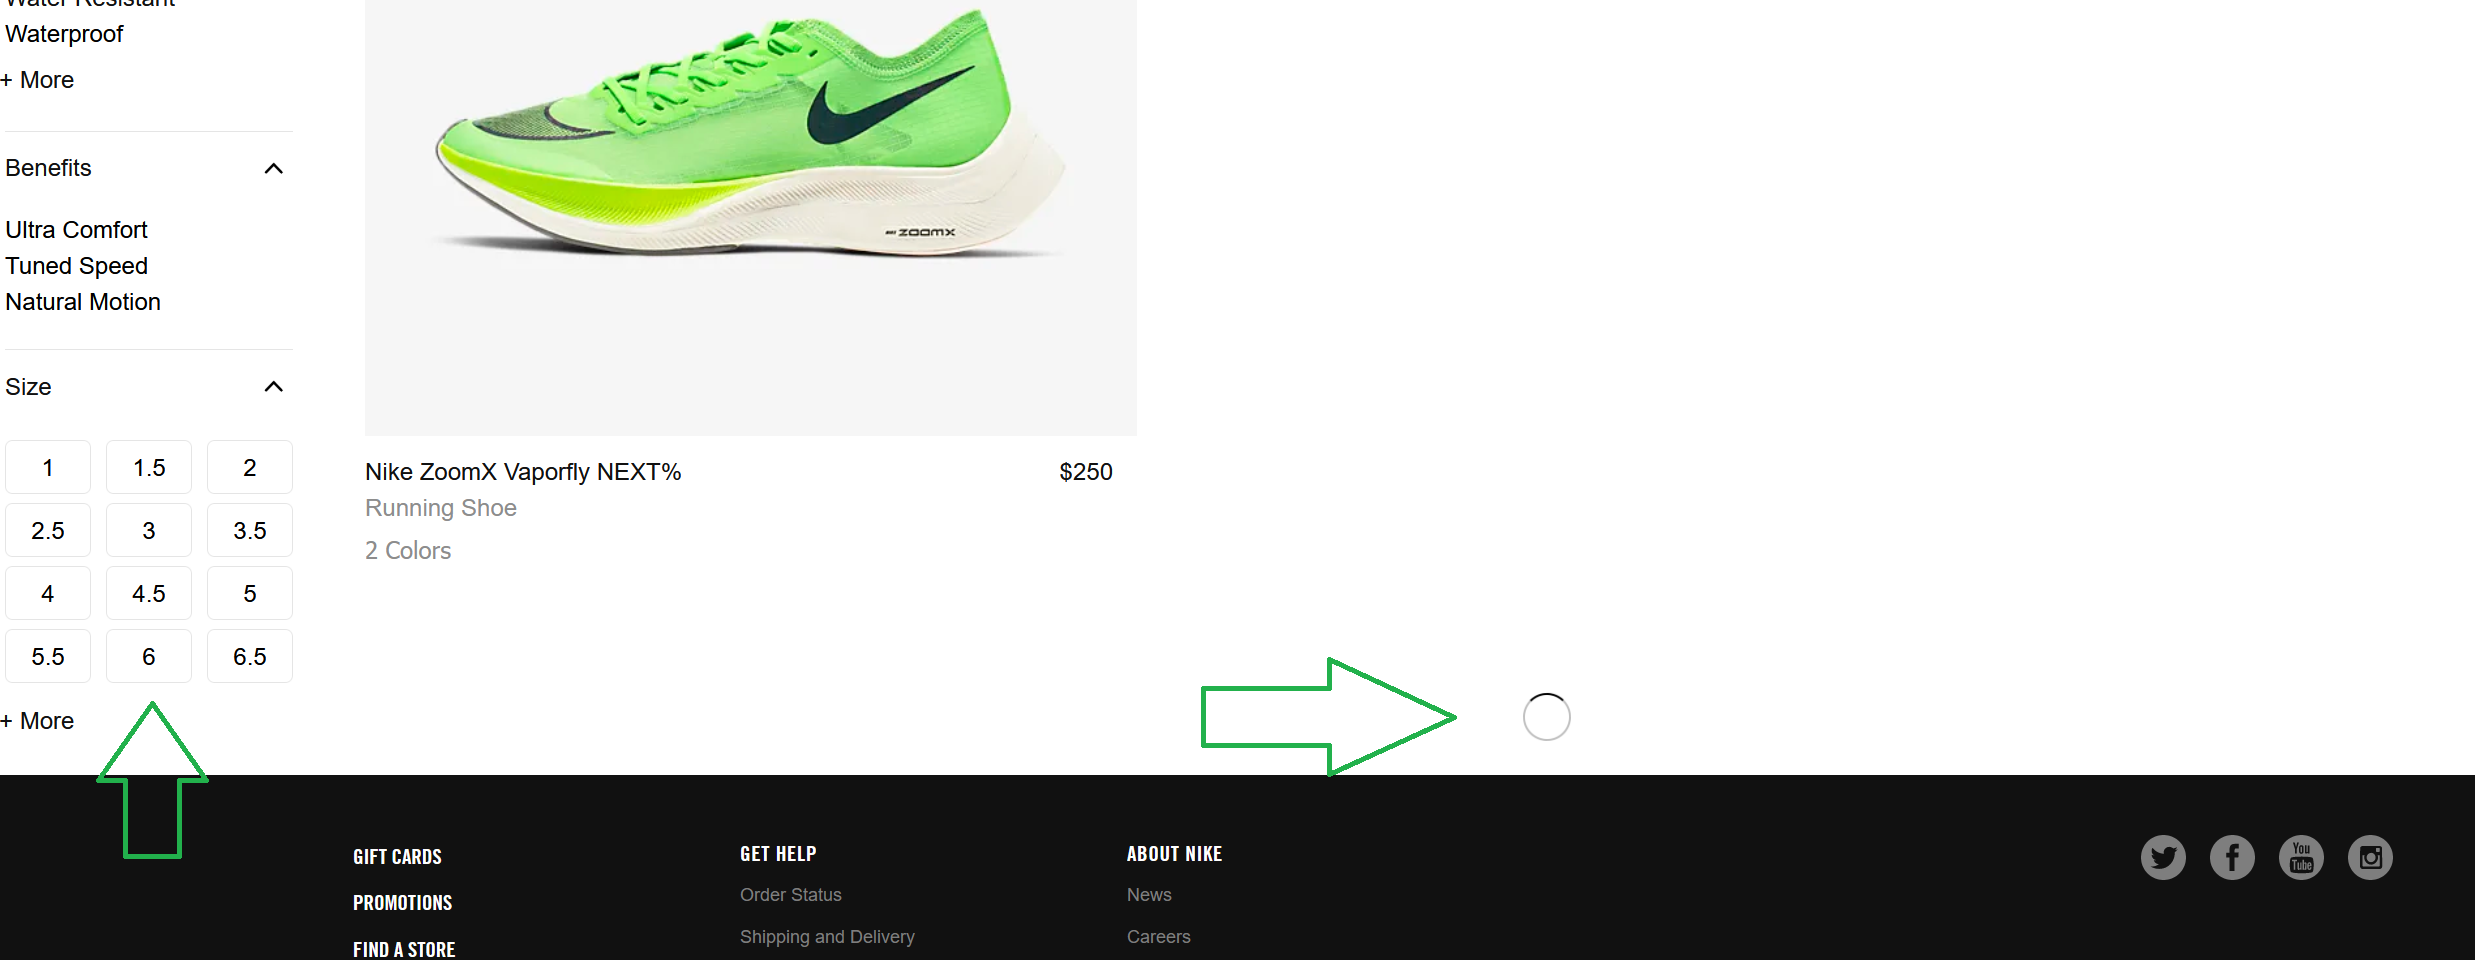 Water Resistant
Waterproof
+ More
Benefits
Ultra Comfort
Tuned Speed
Natural Motion
Size
1 1.5 2
2.5 3 3.5
4 4.5 5
5.5 6 6.5
+ More
ZOOMX
Nike ZoomX Vaporfly NEXT% $250
Running Shoe
2 Colors
GIFT CARDS
PROMOTIONS
FIND A STORE
GET HELP
Order Status
Shipping and Delivery
ABOUT NIKE
News
Careers
You
Tube